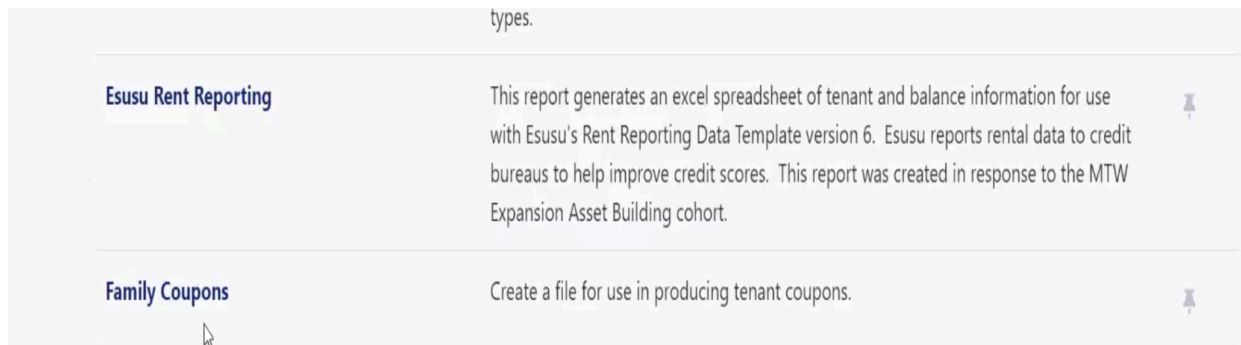 types.
Esusu Rent Reporting
This report generates an excel spreadsheet of tenant and balance information for use
with Esusu's Rent Reporting Data Template version 6.  Esusu reports rental data to credit
bureaus to help improve credit scores.  This report was created in response to the MTW
Expansion Asset Building cohort.
Family Coupons
Create a file for use in producing tenant coupons.